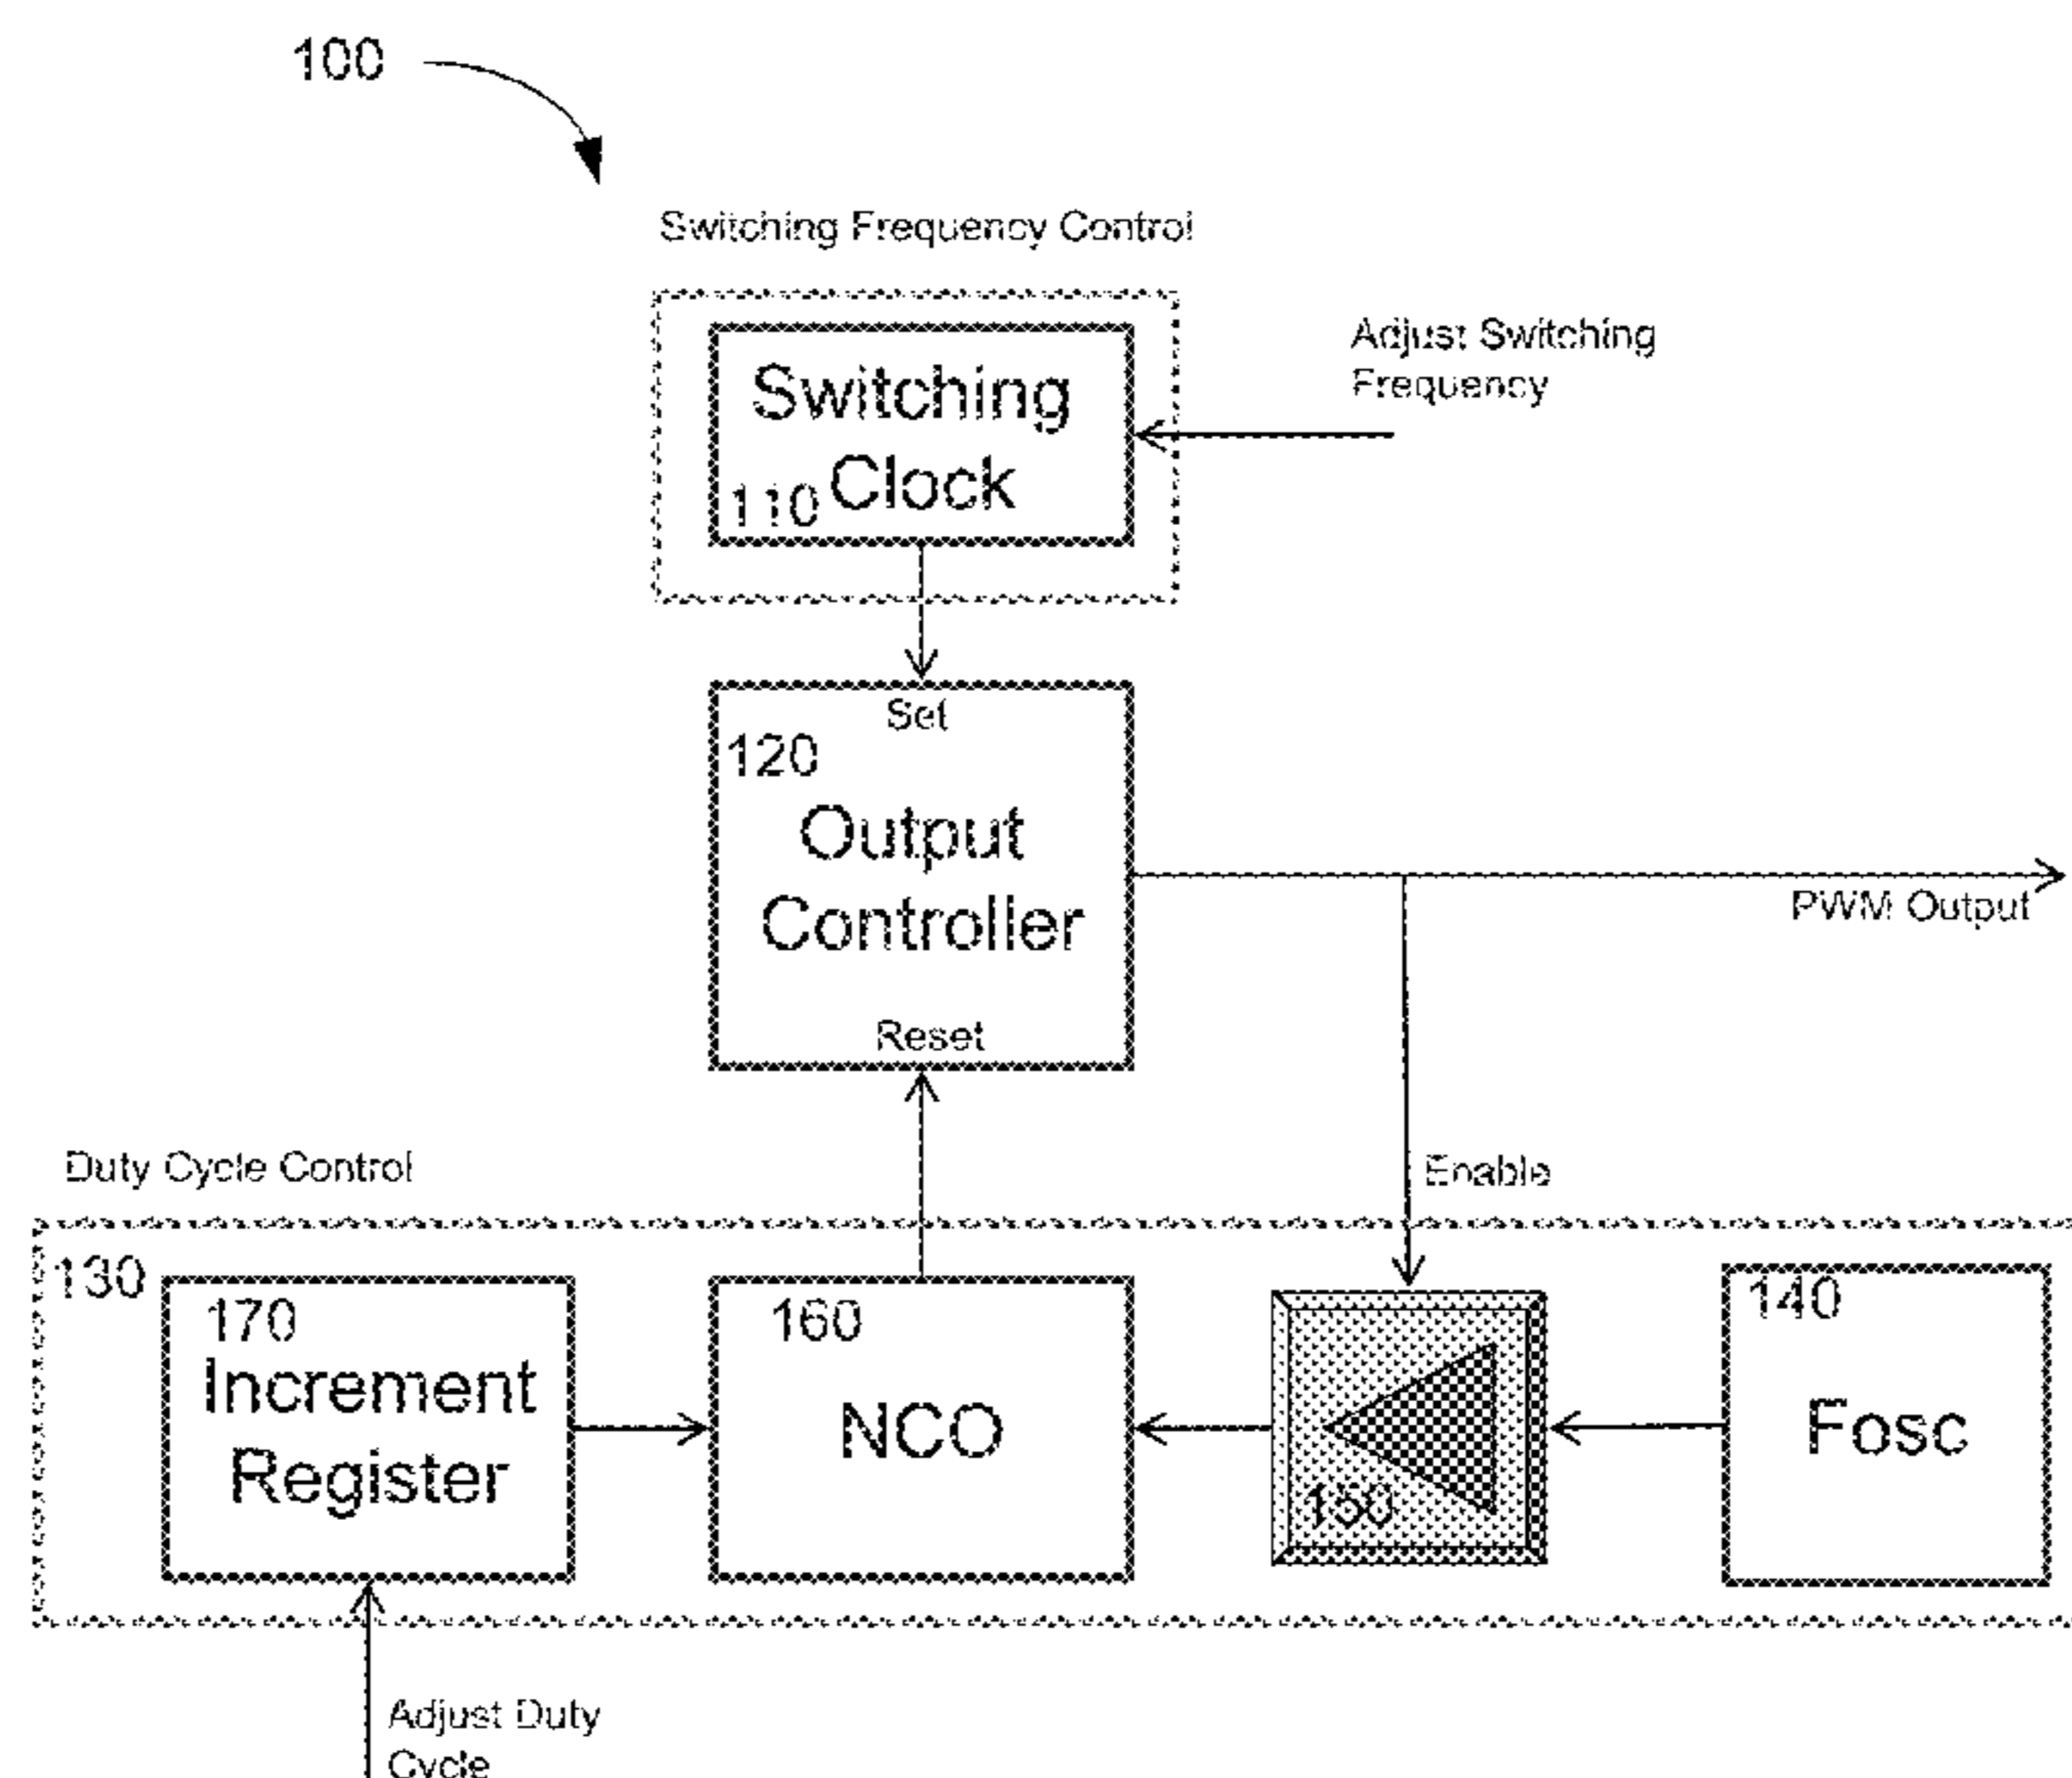 100
Switching Frequency Control
Adjust Switching
Frequency
Switching
Clock
110
Set
120
Output
Controller
Reset
PWM Output
Duty Cycle Control
Enable
130
170
Increment
Register
160
NCO
150
140
Fosc
Adjust Duty
Cycle